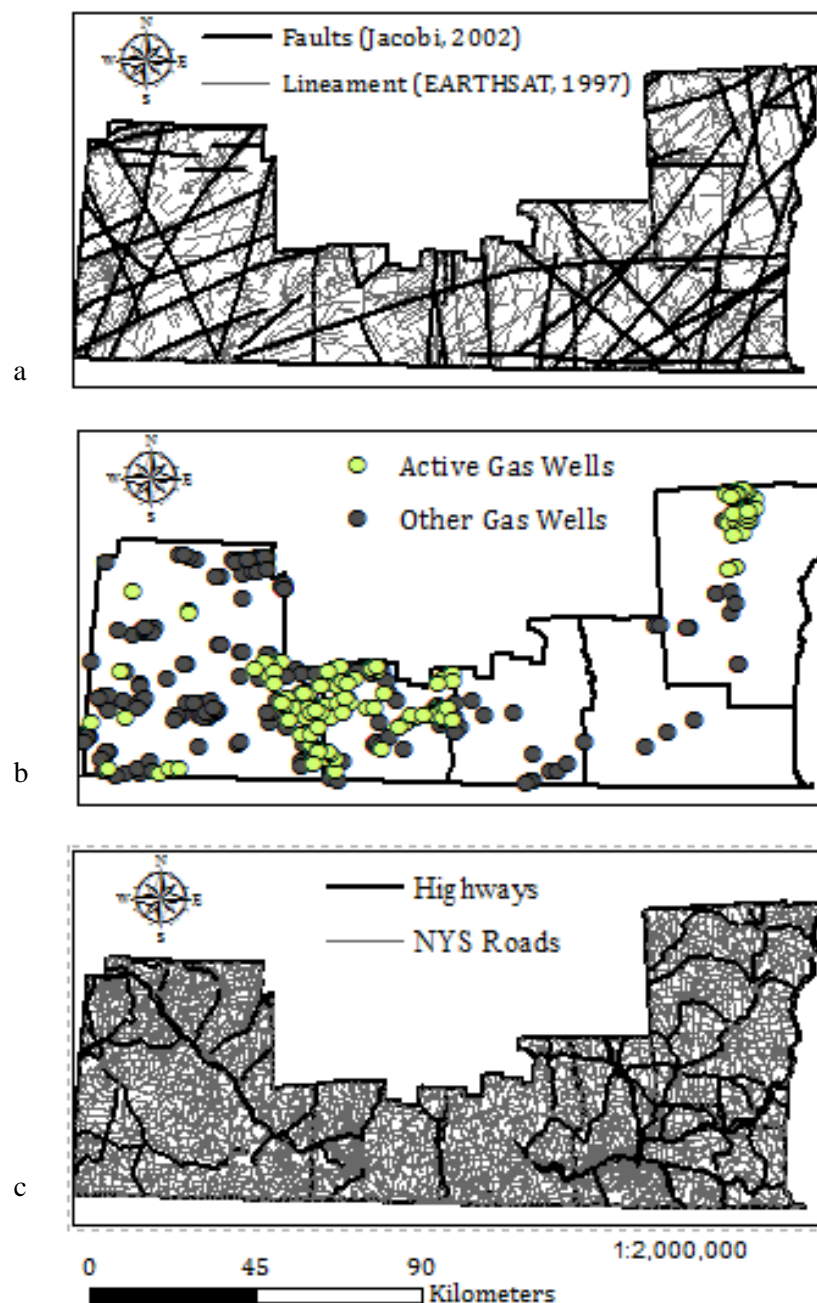 N
W E
S
Faults (Jacobi, 2002)
Lineament (EARTHSAT, 1997)
a
N
W E
S
Active Gas Wells
Other Gas Wells
b
N
W E
S
Highways
NYS Roads
c
1:2,000,000
0 45 90
Kilometers